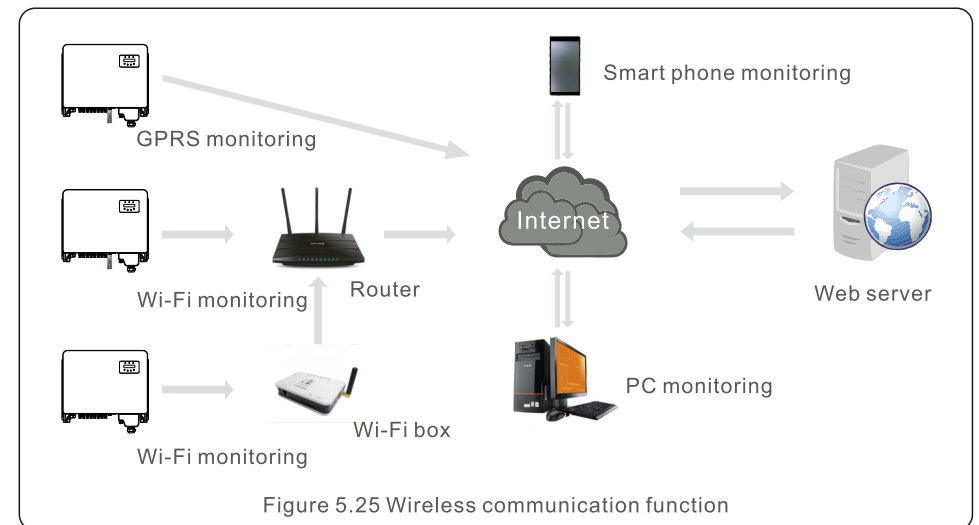 Smart phone monitoring
GPRS monitoring
Internet
Wi-Fi monitoring
Router
Web server
PC monitoring
Wi-Fi box
Wi-Fi monitoring
Figure 5.25 Wireless communication function